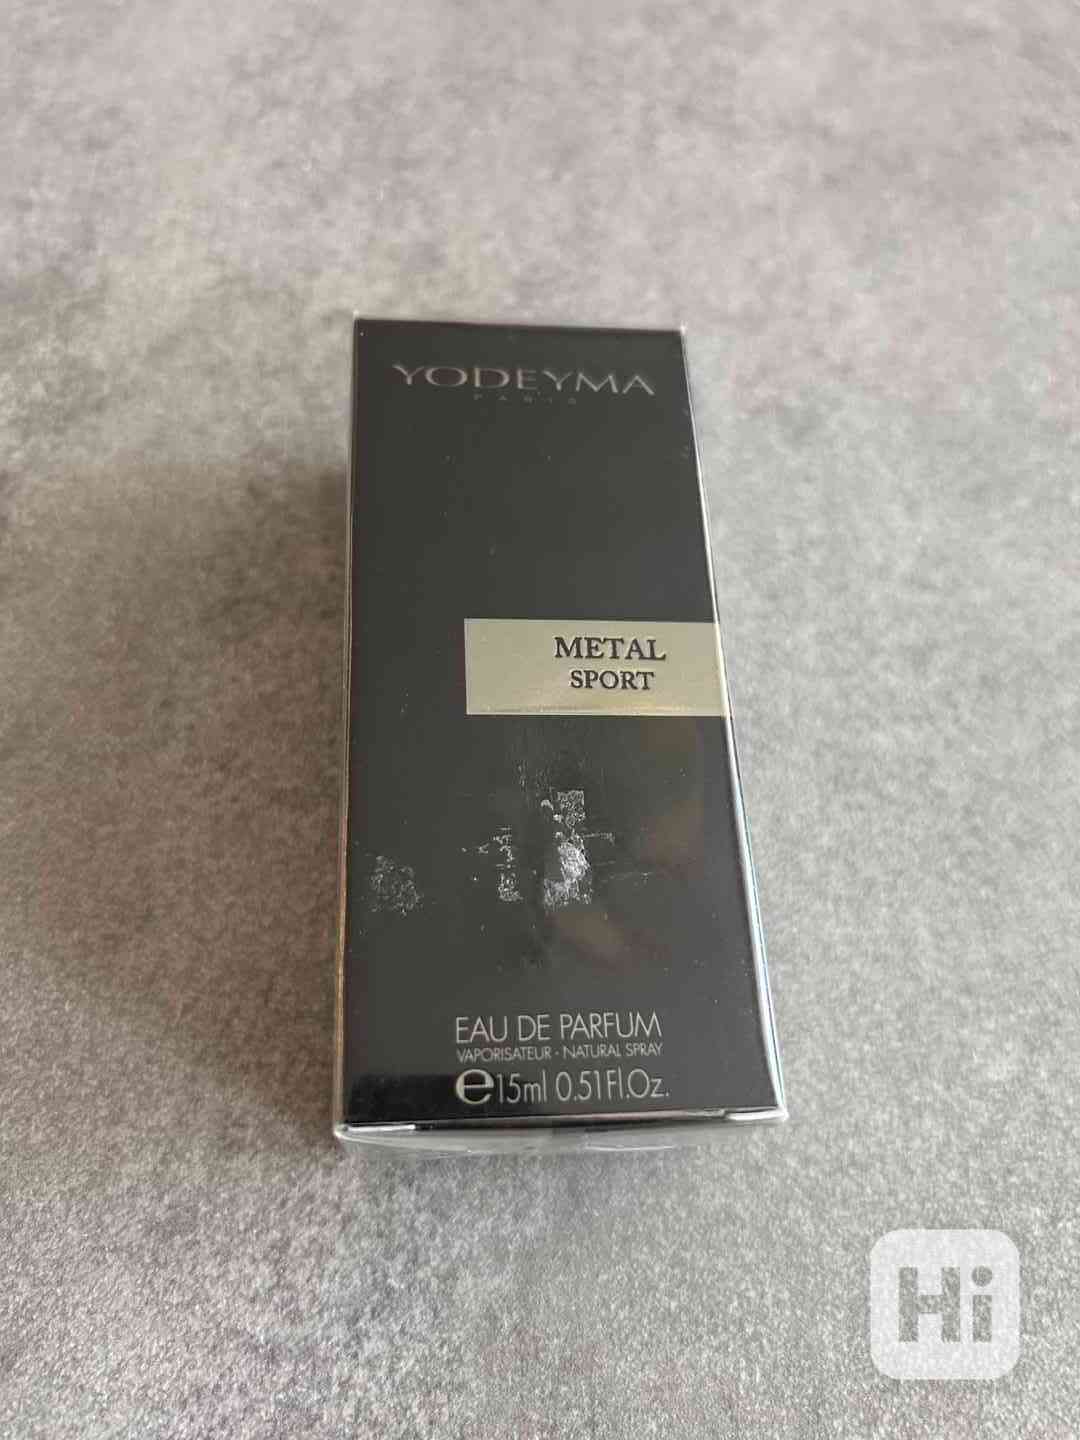 YODEYMA
PARIS
METAL
SPORT
EAU DE PARFUM
VAPORISATEUR · NATURAL SPRAY
e15ml 0.51Fl.Oz.
Hi